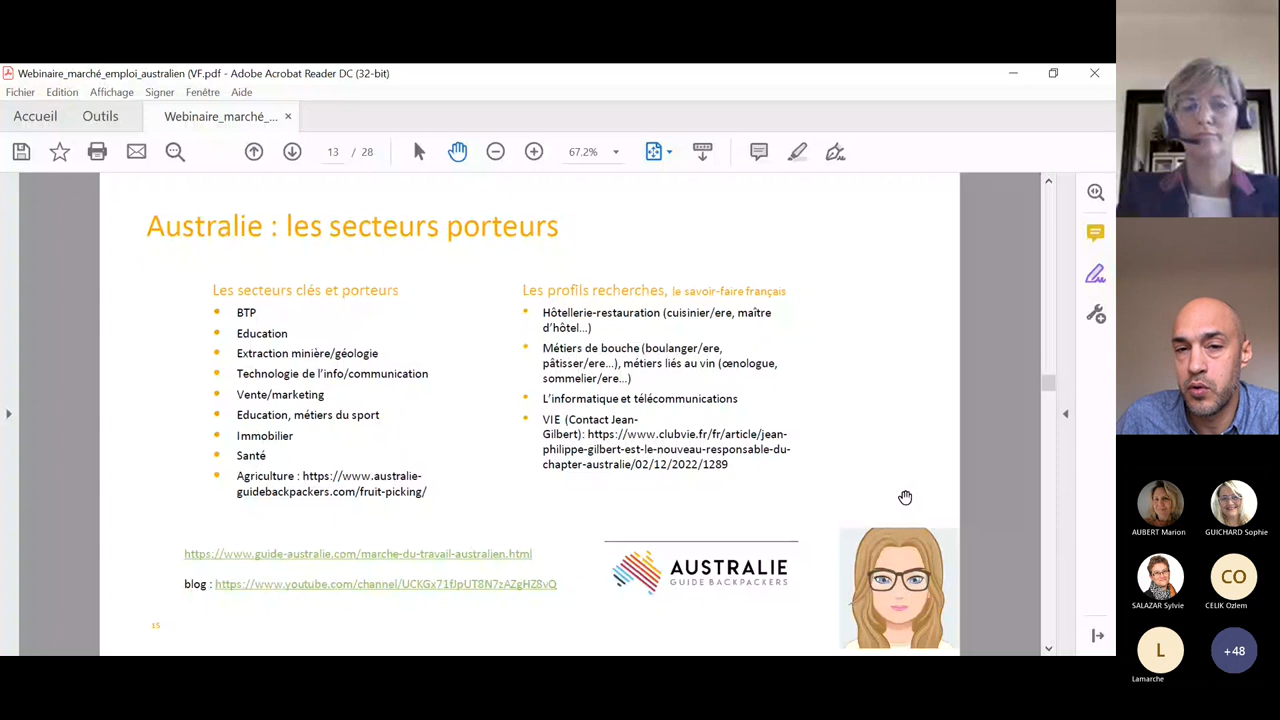 Webinaire_marché_emploi_australien (VF.pdf - Adobe Acrobat Reader DC (32-bit)
Fichier Edition Affichage Signer Fenêtre Aide
Accueil Outils Webinaire_marché_... ×
13 / 28 67,2%
Australie : les secteurs porteurs
Les secteurs clés et porteurs
BTP
Education
Extraction minière/géologie
Technologie de l'info/communication
Vente/marketing
Education, métiers du sport
Immobilier
Santé
Agriculture : https://www.australie-
guidebackpackers.com/fruit-picking/
Les profils recherches, le savoir-faire français
Hôtellerie-restauration (cuisinier/ere, maître
d'hôtel...)
Métiers de bouche (boulanger/ere,
pâtisser/ere...), métiers liés au vin (œnologue,
sommelier/ere...)
L'informatique et télécommunications
VIE (Contact Jean-
Gilbert): https://www.clubvie.fr/fr/article/jean-
philippe-gilbert-est-le-nouveau-responsable-du-
chapter-australie/02/12/2022/1289
https://www.guide-australie.com/marche-du-travail-australien.html
blog : https://www.youtube.com/channel/UCKGx71fJpUT8N7zAZgHZ8vQ
AUSTRALIE
GUIDE BACKPACKERS
15
AUBERT Marion
GUICHARD Sophie
SALAZAR Sylvie
CO
CELIK Ozlem
L
Lamarche
+48